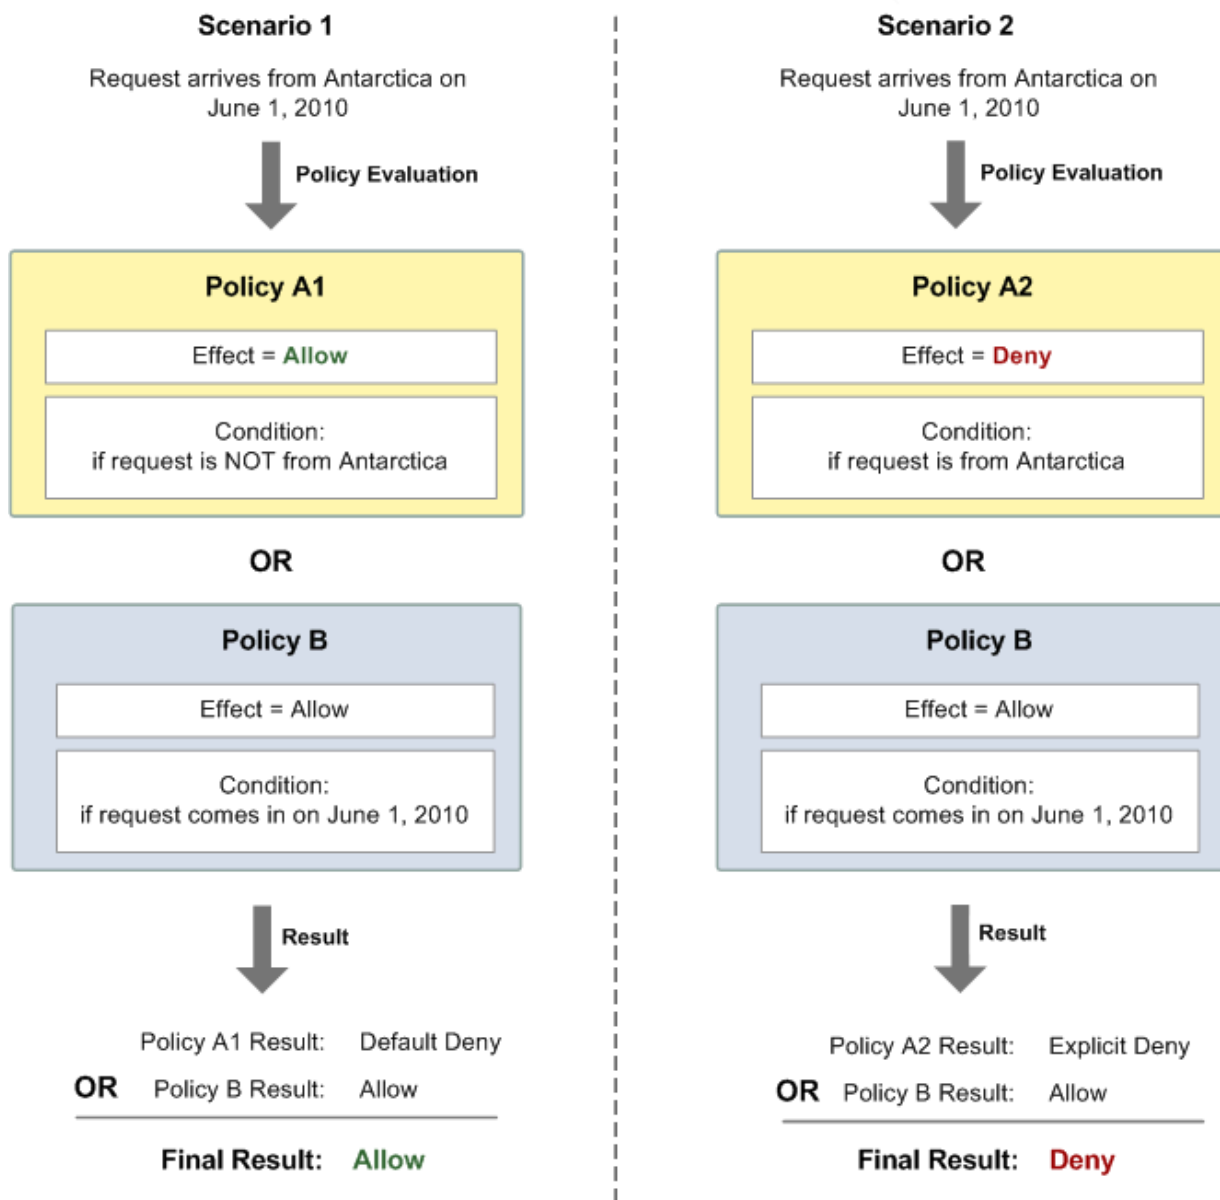 Scenario 1
Request arrives from Antarctica on
June 1, 2010
Policy Evaluation
Policy A1
Effect = Allow
Condition:
if request is NOT from Antarctica
OR
Policy B
Effect = Allow
Condition:
if request comes in on June 1, 2010
Result
Policy A1 Result: Default Deny
OR Policy B Result: Allow
Final Result: Allow
Scenario 2
Request arrives from Antarctica on
June 1, 2010
Policy Evaluation
Policy A2
Effect = Deny
Condition:
if request is from Antarctica
OR
Policy B
Effect = Allow
Condition:
if request comes in on June 1, 2010
Result
Policy A2 Result: Explicit Deny
OR Policy B Result: Allow
Final Result: Deny